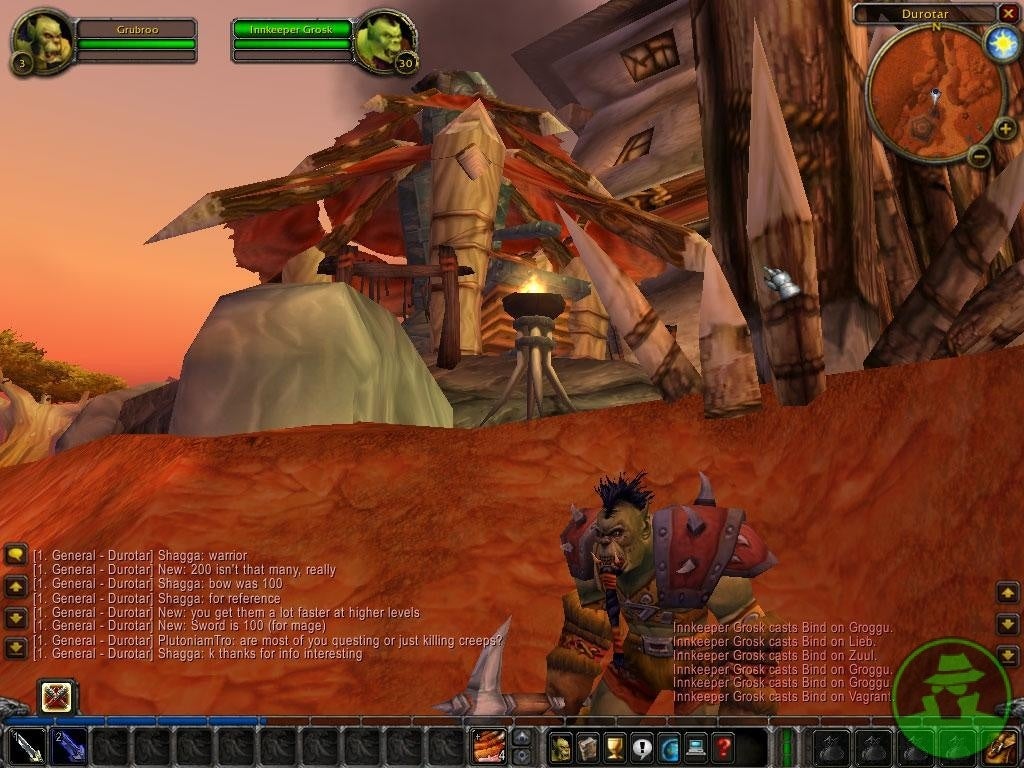 Grubroo
3
Innkeeper Grosk
30
Durotar
N
[1. General - Durotar] Shagga: warrior
[1. General - Durotar] New: 200 isn't that many, really
[1. General - Durotar] Shagga: bow was 100
[1. General - Durotar] Shagga: for reference
[1. General - Durotar] New: you get them a lot faster at higher levels
[1. General - Durotar] New: Sword is 100 (for mage)
[1. General - Durotar] PlutoniamTro: are most of you questing or just killing creeps?
[1. General - Durotar] Shagga: k thanks for info interesting
Innkeeper Grosk casts Bind on Groggu.
Innkeeper Grosk casts Bind on Lieb.
Innkeeper Grosk casts Bind on Zuul.
Innkeeper Grosk casts Bind on Groggu.
Innkeeper Grosk casts Bind on Groggu.
Innkeeper Grosk casts Bind on Vagrant.
1
2
4